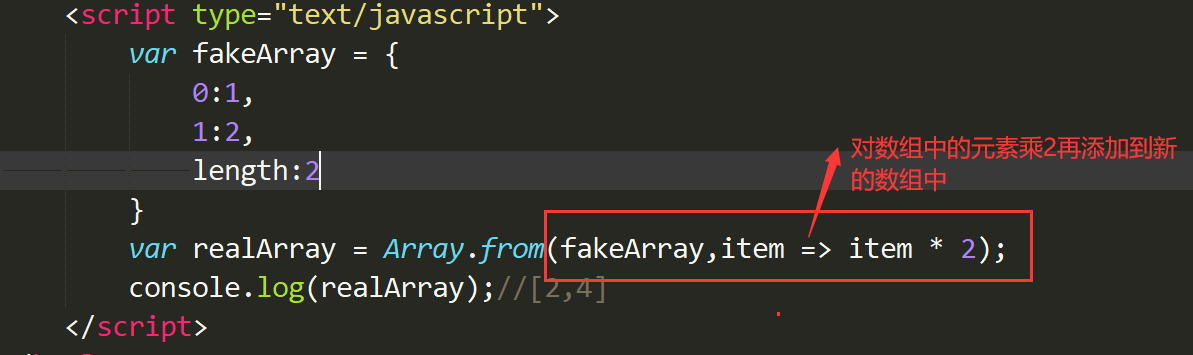 <script type="text/javascript">
var fakeArray = {
0:1,
1:2,
length:2
}
对数组中的元素乘2再添加到新
的数组中
var realArray = Array.from(fakeArray,item => item * 2);
console.log(realArray);//[2,4]
</script>